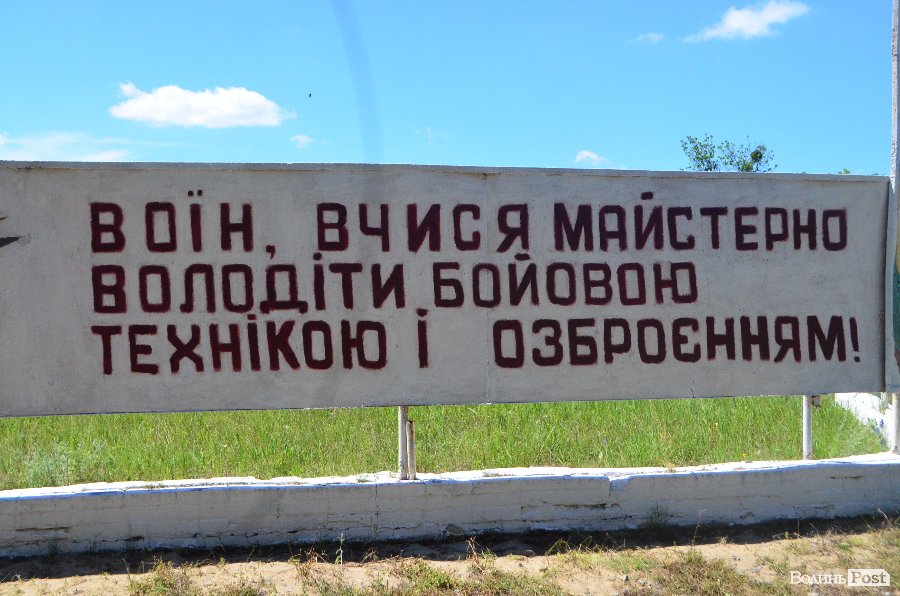 ВОЇН, ВЧИСЯ МАЙСТЕРНО
ВОЛОДІТИ БОЙОВОЮ
ТЕХНІКОЮ І ОЗБРОЄННЯМ!
Волинь Post